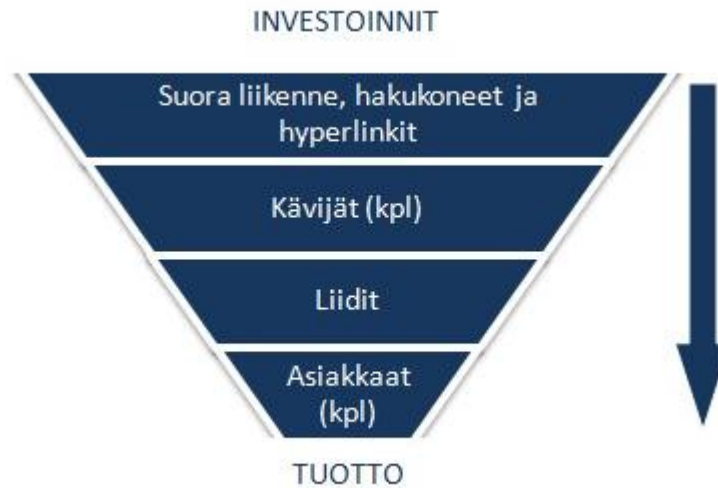 INVESTOINNIT
Suora liikenne, hakukoneet ja
hyperlinkit
Kävijät (kpl)
Liidit
Asiakkaat
(kpl)
TUOTTO